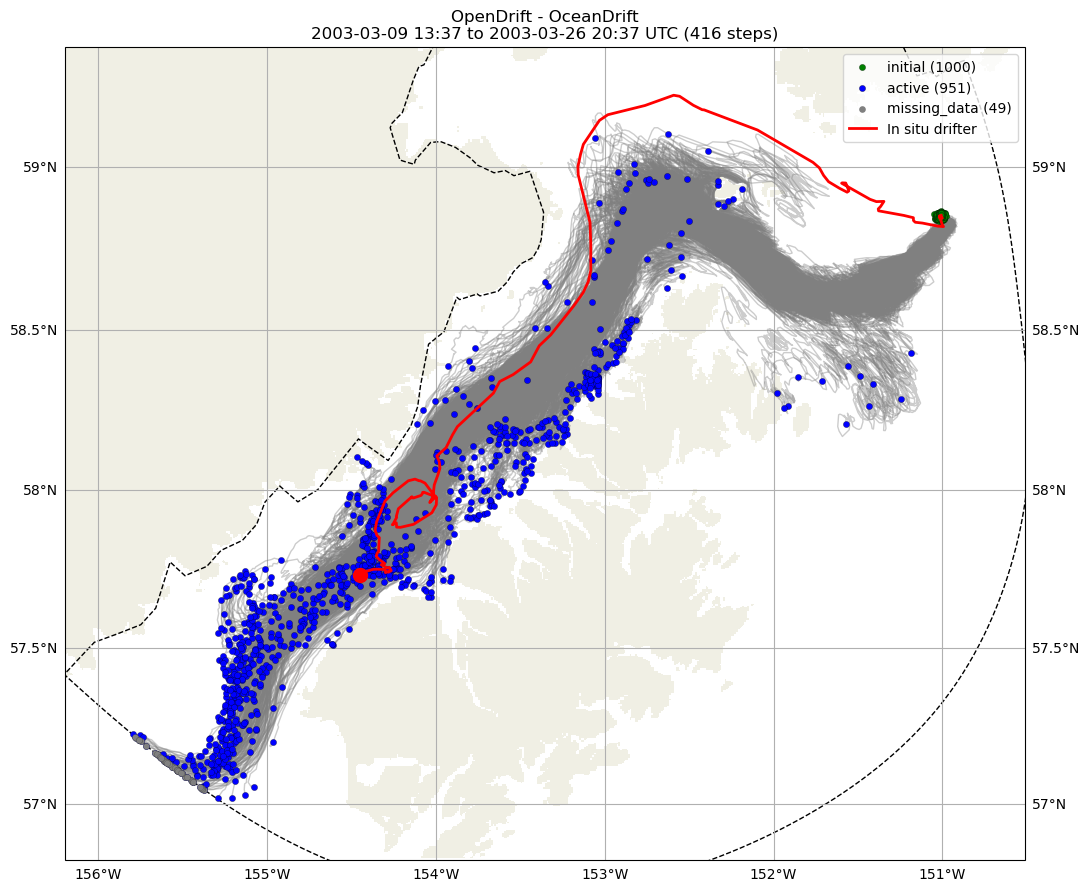 OpenDrift - OceanDrift
2003-03-09 13:37 to 2003-03-26 20:37 UTC (416 steps)
initial (1000)
active (951)
missing_data (49)
In situ drifter
59°N
59°N
58.5°N
58.5°N
58°N
58°N
57.5°N
57.5°N
57°N
57°N
156°W
155°W
154°W
153°W
152°W
151°W